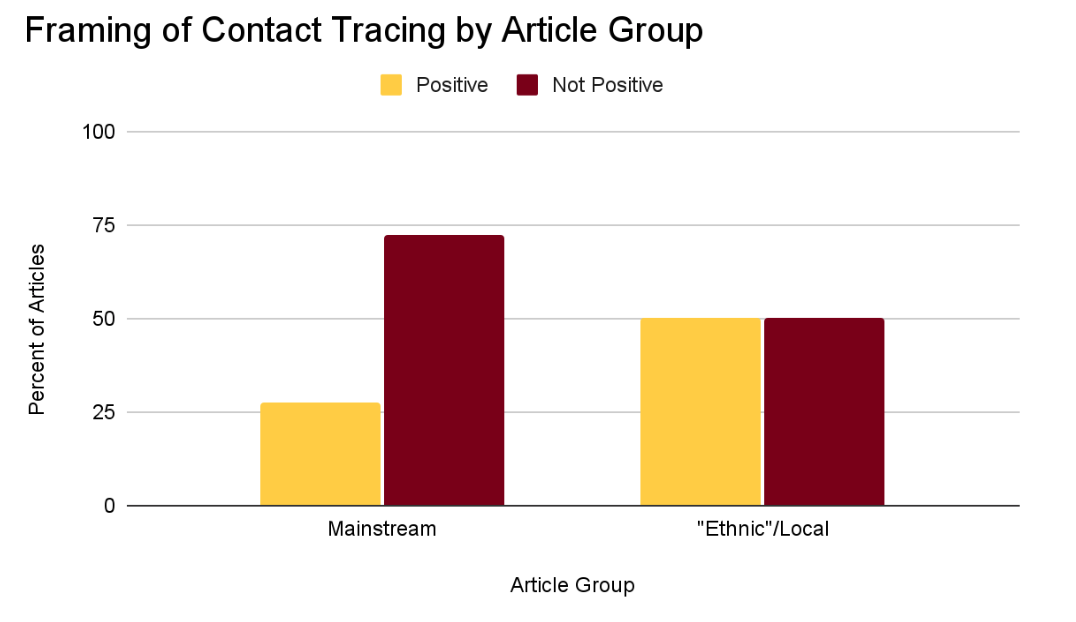 Framing of Contact Tracing by Article Group
Positive Not Positive
100
75
50
25
0
Percent of Articles
Mainstream "Ethnic"/Local
Article Group